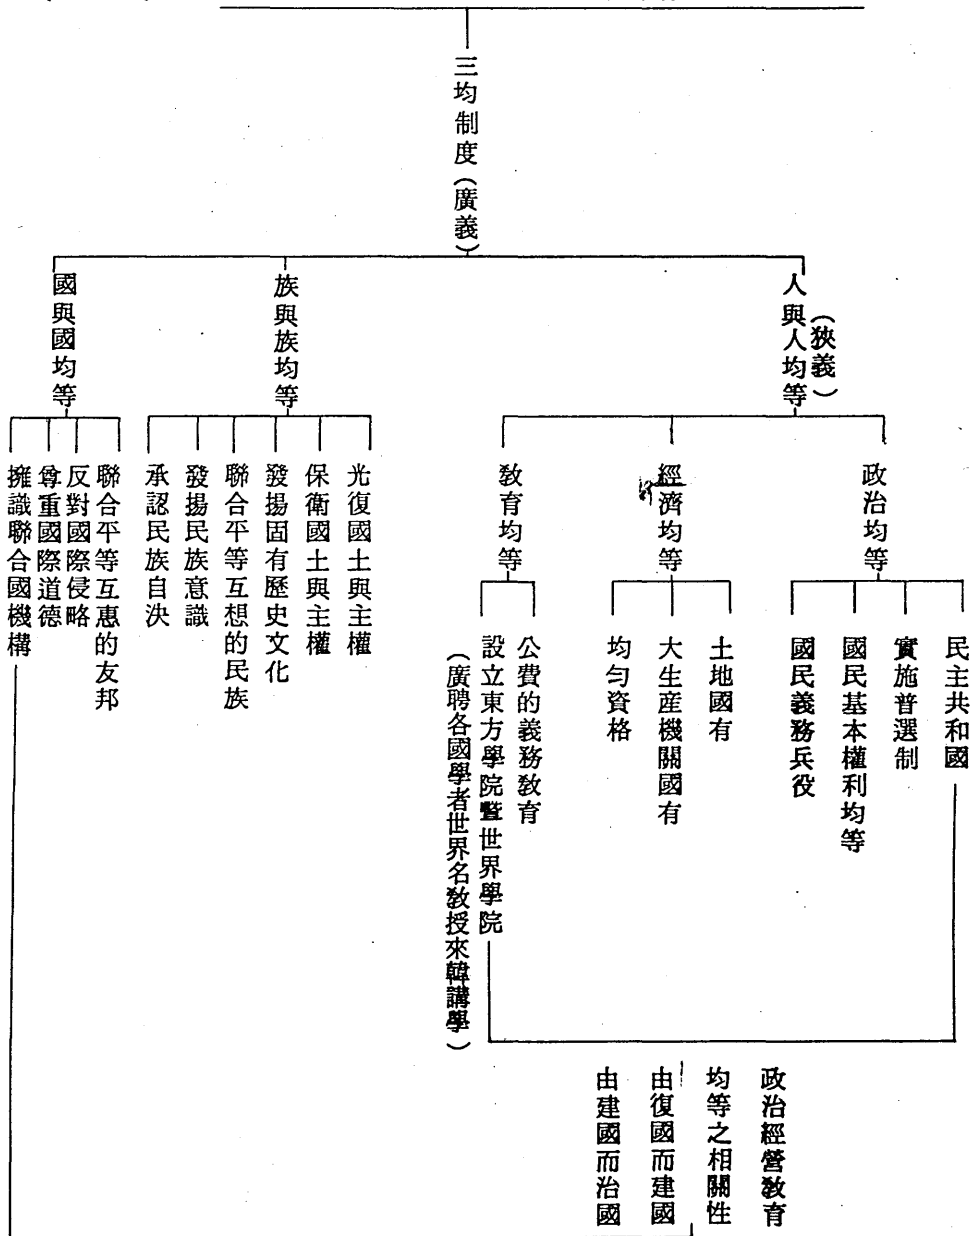 三均制度(廣義)
人與人均等
(狹義)
族與族均等
國與國均等
政治均等
經濟均等
教育均等
民主共和國
實施普選制
國民基本權利均等
國民義務兵役
土地國有
大生産機關國有
均勻資格
公費的義務教育
設立東方學院暨世界學院
(廣聘各國學者世界名教授來韓講學)
光復國土與主權
保衛國土與主權
發揚固有歷史文化
聯合平等互想的民族
發揚民族意識
承認民族自決
聯合平等互惠的友邦
反對國際侵略
尊重國際道德
擁識聯合國機構
政治經營教育
均等之相關性
由復國而建國
由建國而治國